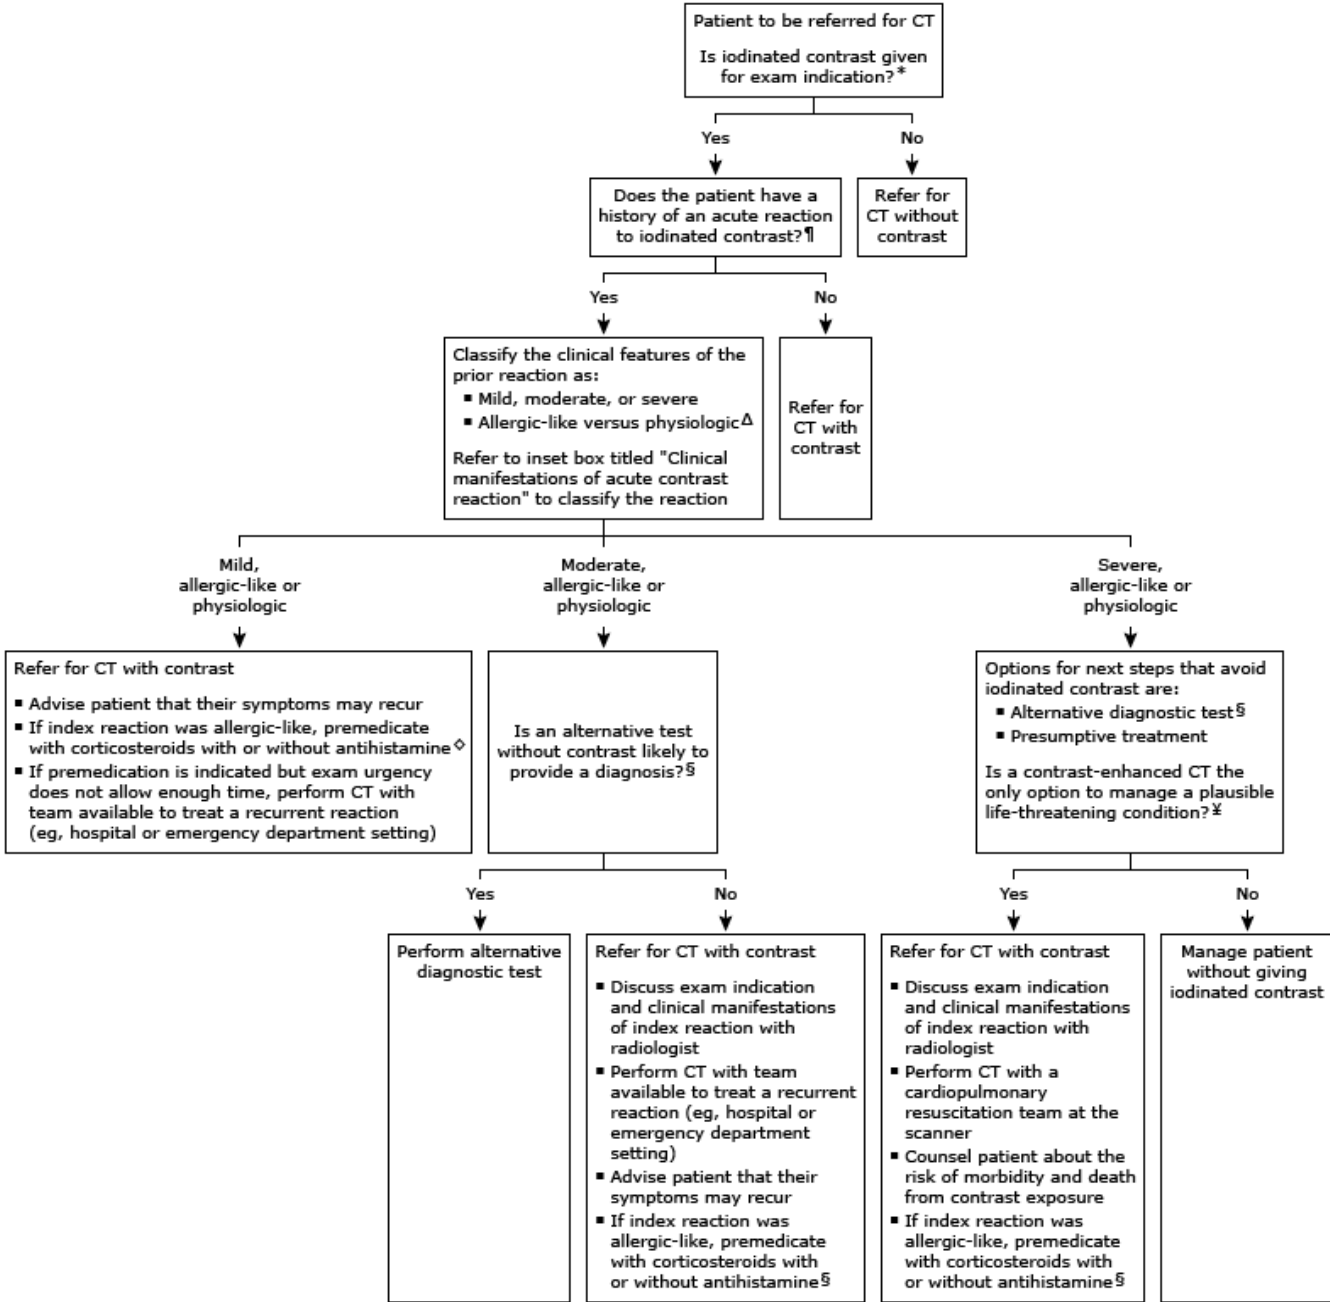 Patient to be referred for CT
Is iodinated contrast given
for exam indication?*
Yes
No
Does the patient have a
history of an acute reaction
to iodinated contrast?¶
Refer for
CT without
contrast
Yes
No
Classify the clinical features of the
prior reaction as:
▪ Mild, moderate, or severe
▪ Allergic-like versus physiologicΔ
Refer to inset box titled "Clinical
manifestations of acute contrast
reaction" to classify the reaction
Refer for
CT with
contrast
Mild,
allergic-like or
physiologic
Moderate,
allergic-like or
physiologic
Severe,
allergic-like or
physiologic
Refer for CT with contrast
▪ Advise patient that their symptoms may recur
▪ If index reaction was allergic-like, premedicate
with corticosteroids with or without antihistamine◇
▪ If premedication is indicated but exam urgency
does not allow enough time, perform CT with
team available to treat a recurrent reaction
(eg, hospital or emergency department setting)
Is an alternative test
without contrast likely to
provide a diagnosis?§
Options for next steps that avoid
iodinated contrast are:
▪ Alternative diagnostic test§
▪ Presumptive treatment
Is a contrast-enhanced CT the
only option to manage a plausible
life-threatening condition?¥
Yes
No
Yes
No
Perform alternative
diagnostic test
Refer for CT with contrast
▪ Discuss exam indication
and clinical manifestations
of index reaction with
radiologist
▪ Perform CT with team
available to treat a recurrent
reaction (eg, hospital or
emergency department
setting)
▪ Advise patient that their
symptoms may recur
▪ If index reaction was
allergic-like, premedicate
with corticosteroids with
or without antihistamine§
Refer for CT with contrast
▪ Discuss exam indication
and clinical manifestations
of index reaction with
radiologist
▪ Perform CT with a
cardiopulmonary
resuscitation team at the
scanner
▪ Counsel patient about the
risk of morbidity and death
from contrast exposure
▪ If index reaction was
allergic-like, premedicate
with corticosteroids with
or without antihistamine§
Manage patient
without giving
iodinated contrast